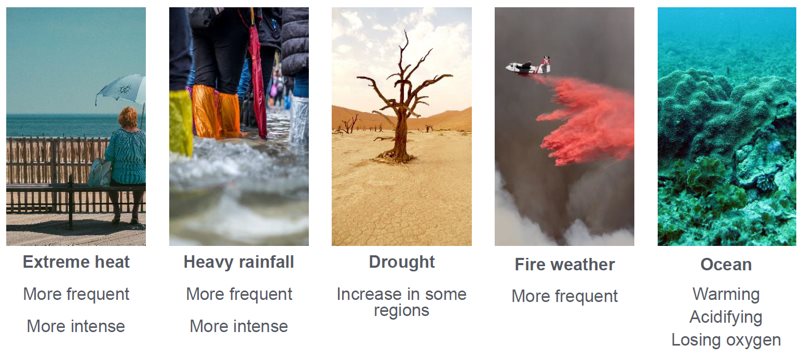 Extreme heat
More frequent
More intense
Heavy rainfall
More frequent
More intense
Drought
Increase in some
regions
Fire weather
More frequent
Ocean
Warming
Acidifying
Losing oxygen